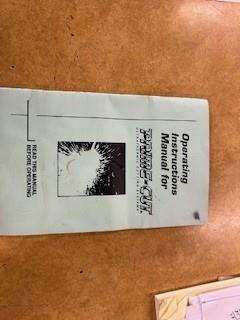 Operating
Instructions
Manual for
PRIME-CUT
READ THIS MANUAL
BEFORE OPERATING